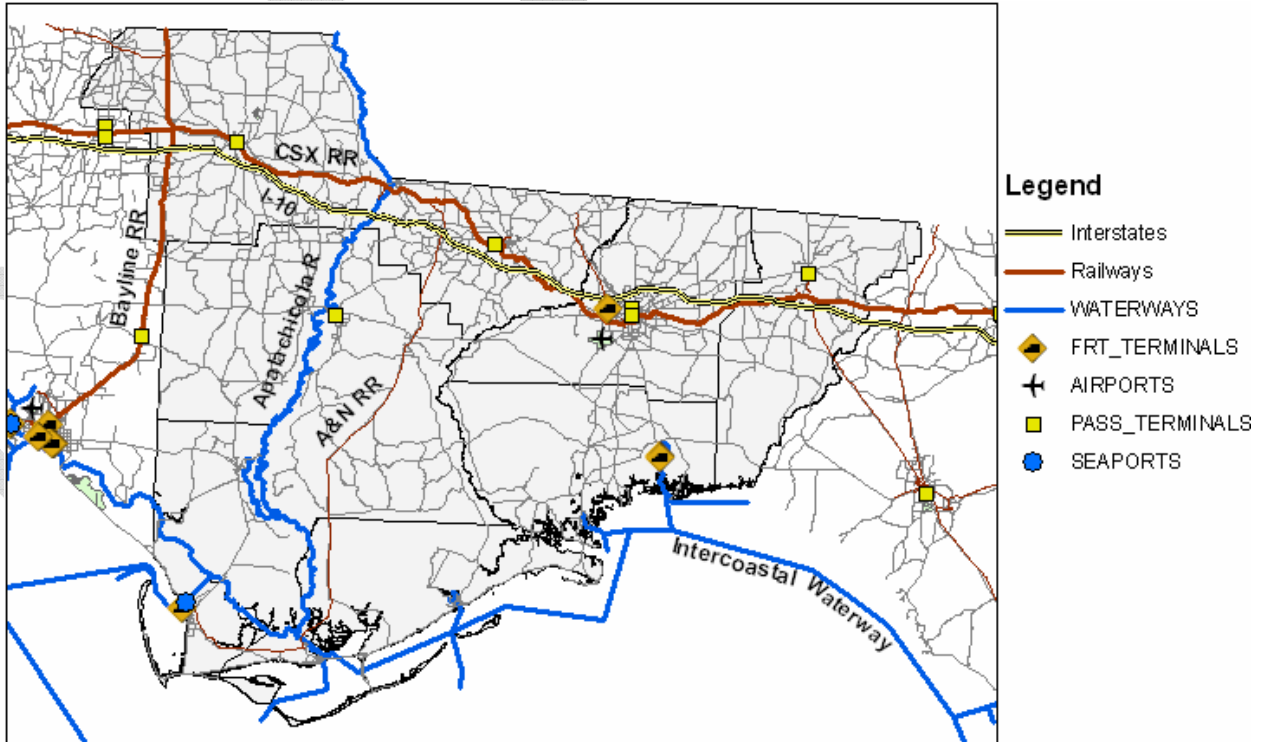 CSX RR
I-10
Bayline RR
Apalachicola R
A&N RR
Intercoastal Waterway
Legend
Interstates
Railways
WATERWAYS
FRT_TERMINALS
AIRPORTS
PASS_TERMINALS
SEAPORTS